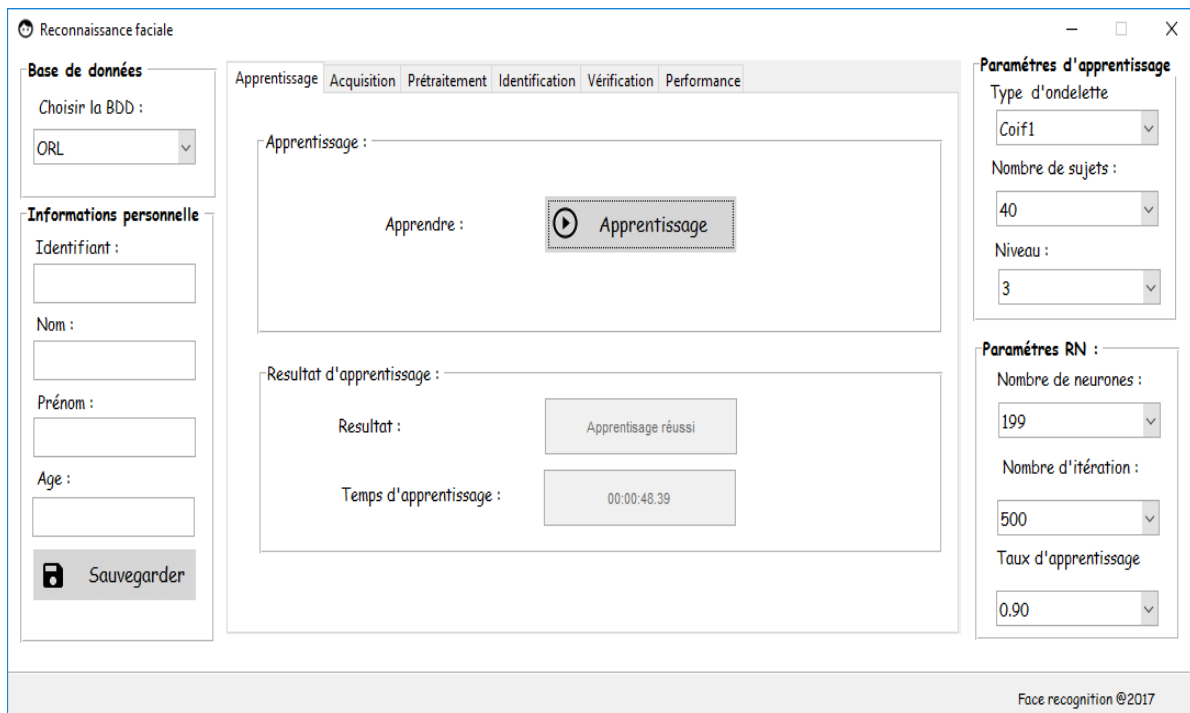 Reconnaissance faciale
Base de données
Choisir la BDD :
ORL
Informations personnelle
Identifiant :
Nom :
Prénom :
Age :
Sauvegarder
Apprentissage Acquisition Prétraitement Identification Vérification Performance
Apprentissage :
Apprendre :
Apprentissage
Resultat d'apprentissage :
Resultat :
Apprentisage réussi
Temps d'apprentissage :
00:00:48.39
Paramétres d'apprentissage
Type d'ondelette
Coif1
Nombre de sujets :
40
Niveau :
3
Paramétres RN :
Nombre de neurones :
199
Nombre d'itération :
500
Taux d'apprentissage
0.90
Face recognition @2017